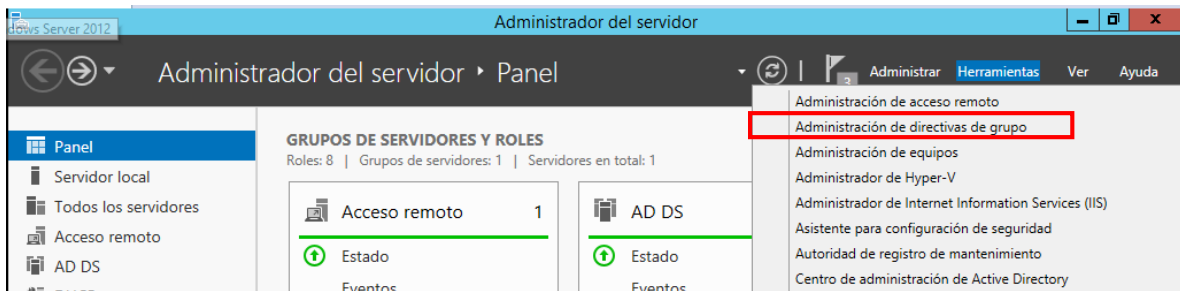 dows Server 2012
Administrador del servidor
Administrador del servidor ‣ Panel
3
Administrar Herramientas Ver Ayuda
Panel
Servidor local
Todos los servidores
Acceso remoto
AD DS
GRUPOS DE SERVIDORES Y ROLES
Roles: 8 | Grupos de servidores: 1 | Servidores en total: 1
Acceso remoto 1
Estado
Eventos
AD DS
Estado
Eventos
Administración de acceso remoto
Administración de directivas de grupo
Administración de equipos
Administrador de Hyper-V
Administrador de Internet Information Services (IIS)
Asistente para configuración de seguridad
Autoridad de registro de mantenimiento
Centro de administración de Active Directory